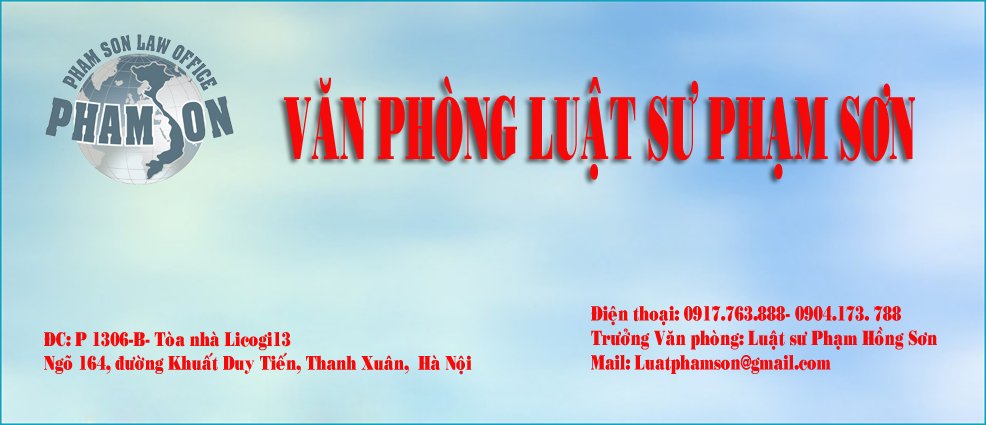 PHAM SON LAW OFFICE
PHAM SON
VĂN PHÒNG LUẬT SƯ PHẠM SƠN
ĐC: P 1306-B- Tòa nhà Licogi13
Ngõ 164, đường Khuất Duy Tiến, Thanh Xuân, Hà Nội
Điện thoại: 0917.763.888- 0904.173. 788
Trưởng Văn phòng: Luật sư Phạm Hồng Sơn
Mail: Luatphamson@gmail.com